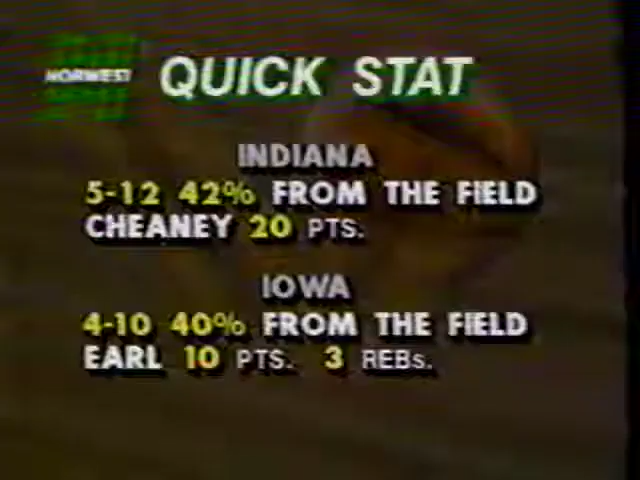 NORWEST
QUICK STAT
INDIANA
5-12 42% FROM THE FIELD
CHEANEY 20 PTS.
IOWA
4-10 40% FROM THE FIELD
EARL 10 PTS. 3 REBs.